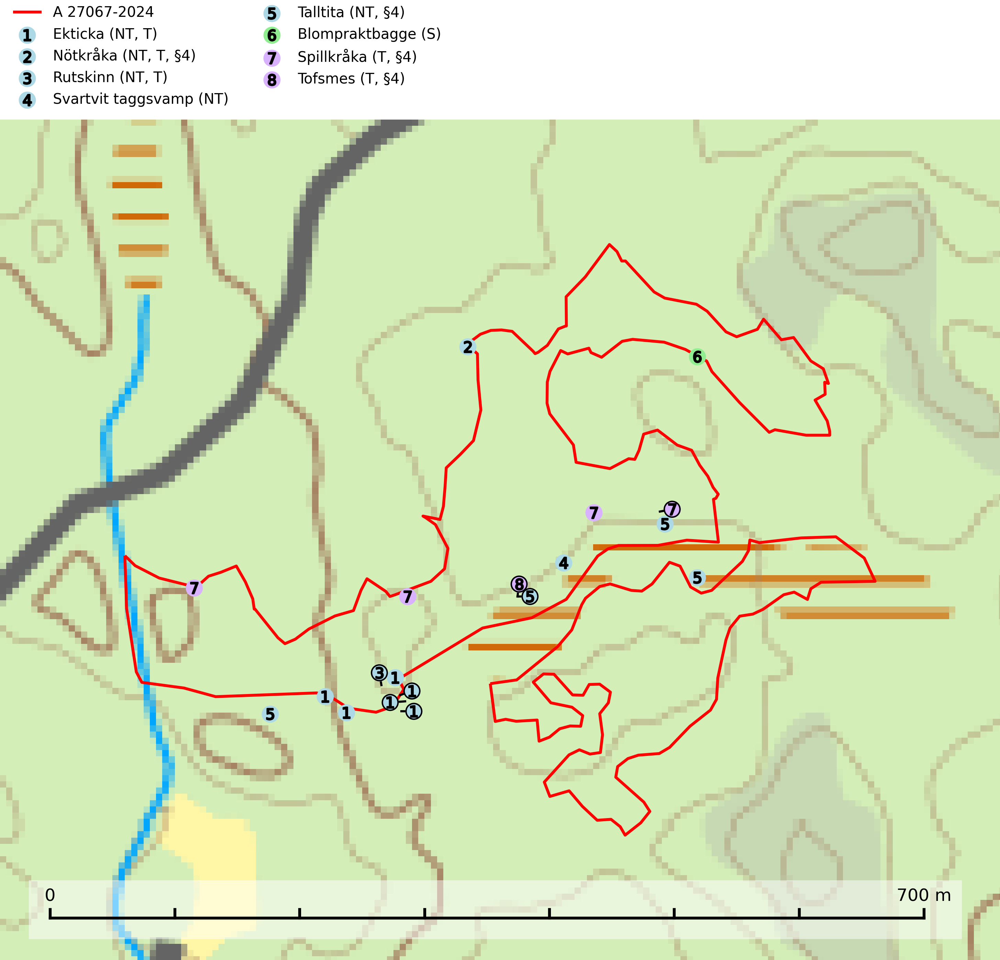 A 27067-2024
1 Ekticka (NT, T)
2 Nötkråka (NT, T, §4)
3 Rutskinn (NT, T)
4 Svartvit taggsvamp (NT)
5 Talltita (NT, §4)
6 Blompraktbagge (S)
7 Spillkråka (T, §4)
8 Tofsmes (T, §4)
2
6
7
7
5
4
5
8
5
7
7
3
1
1
1
1
1
1
5
0
700 m